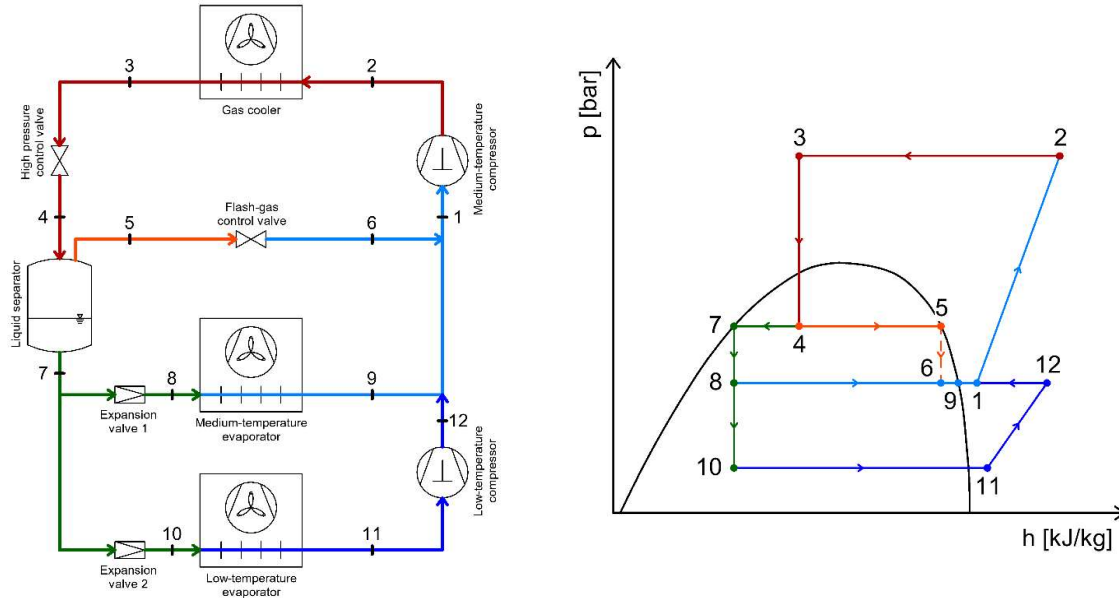 3
2
Gas cooler
High pressure
control valve
Medium-temperature
compressor
4
5
Flash-gas
control valve
6
1
Liquid separator
7
8
9
Expansion
valve 1
Medium-temperature
evaporator
12
Low-temperature
compressor
10
11
Expansion
valve 2
Low-temperature
evaporator
p [bar]
3
2
7
4
5
8
6
9
1
12
10
11
h [kJ/kg]